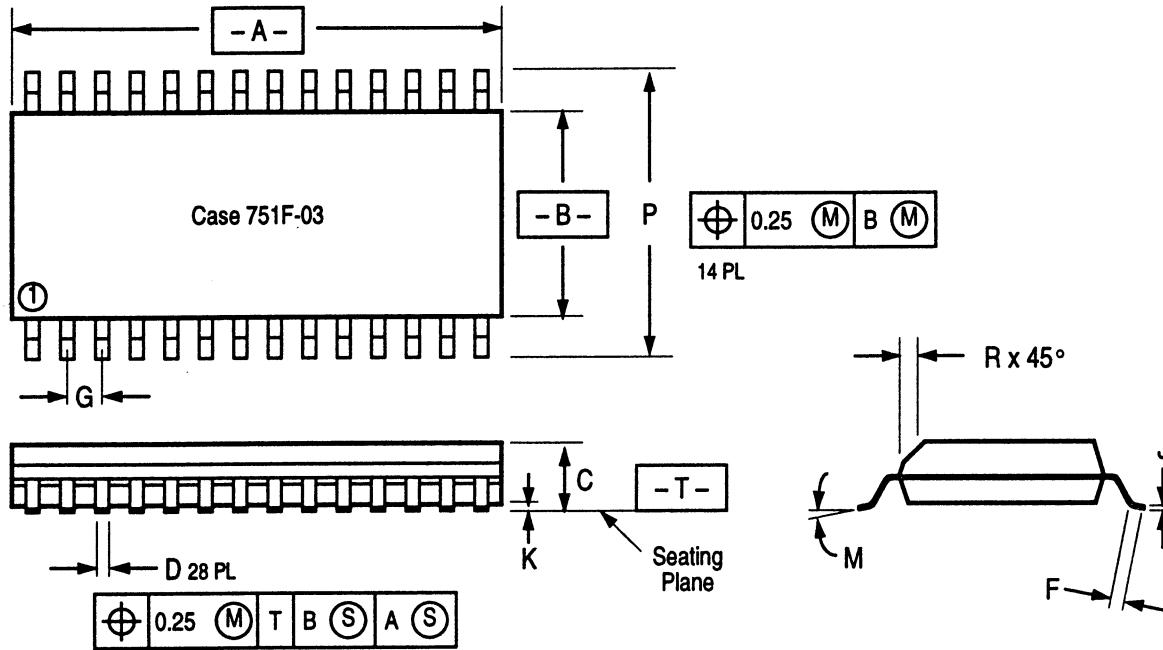 - A -
Case 751F-03
- B -
P
⌖ 0.25 Ⓜ B Ⓜ
14 PL
①
G
R x 45°
C
- T -
J
K
Seating
Plane
M
F
D 28 PL
⌖ 0.25 Ⓜ T B Ⓢ A Ⓢ